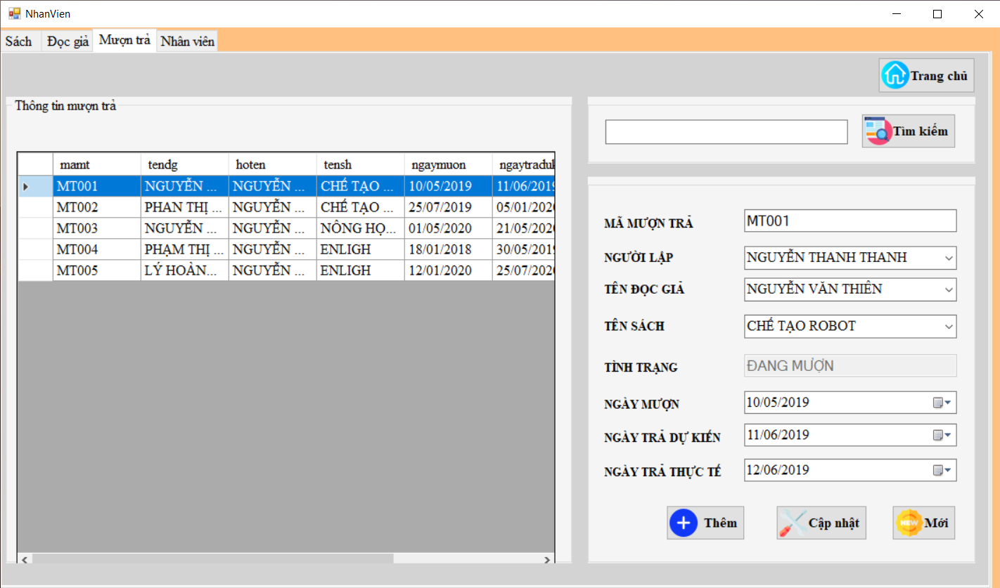 NhanVien
Sách Đọc giả Mượn trả Nhân viên
Trang chủ
Thông tin mượn trả
Tìm kiếm
mamt tendg hoten tensh ngaymuon ngaytraduk
MT001 NGUYỄN ... NGUYỄN ... CHẾ TẠO ... 10/05/2019 11/06/2019
MT002 PHAN THỊ ... NGUYỄN ... CHẾ TẠO ... 25/07/2019 05/01/2020
MT003 NGUYỄN ... NGUYỄN ... NÔNG HỌ... 01/05/2020 21/05/2020
MT004 PHẠM THỊ ... NGUYỄN ... ENLIGH 18/01/2018 30/05/2019
MT005 LÝ HOÀN... NGUYỄN ... ENLIGH 12/01/2020 25/07/2020
MÃ MƯỢN TRẢ MT001
NGƯỜI LẬP NGUYỄN THANH THANH
TÊN ĐỌC GIẢ NGUYỄN VĂN THIÊN
TÊN SÁCH CHẾ TẠO ROBOT
TÌNH TRẠNG ĐANG MƯỢN
NGÀY MƯỢN 10/05/2019
NGÀY TRẢ DỰ KIẾN 11/06/2019
NGÀY TRẢ THỰC TẾ 12/06/2019
Thêm Cập nhật NEW Mới